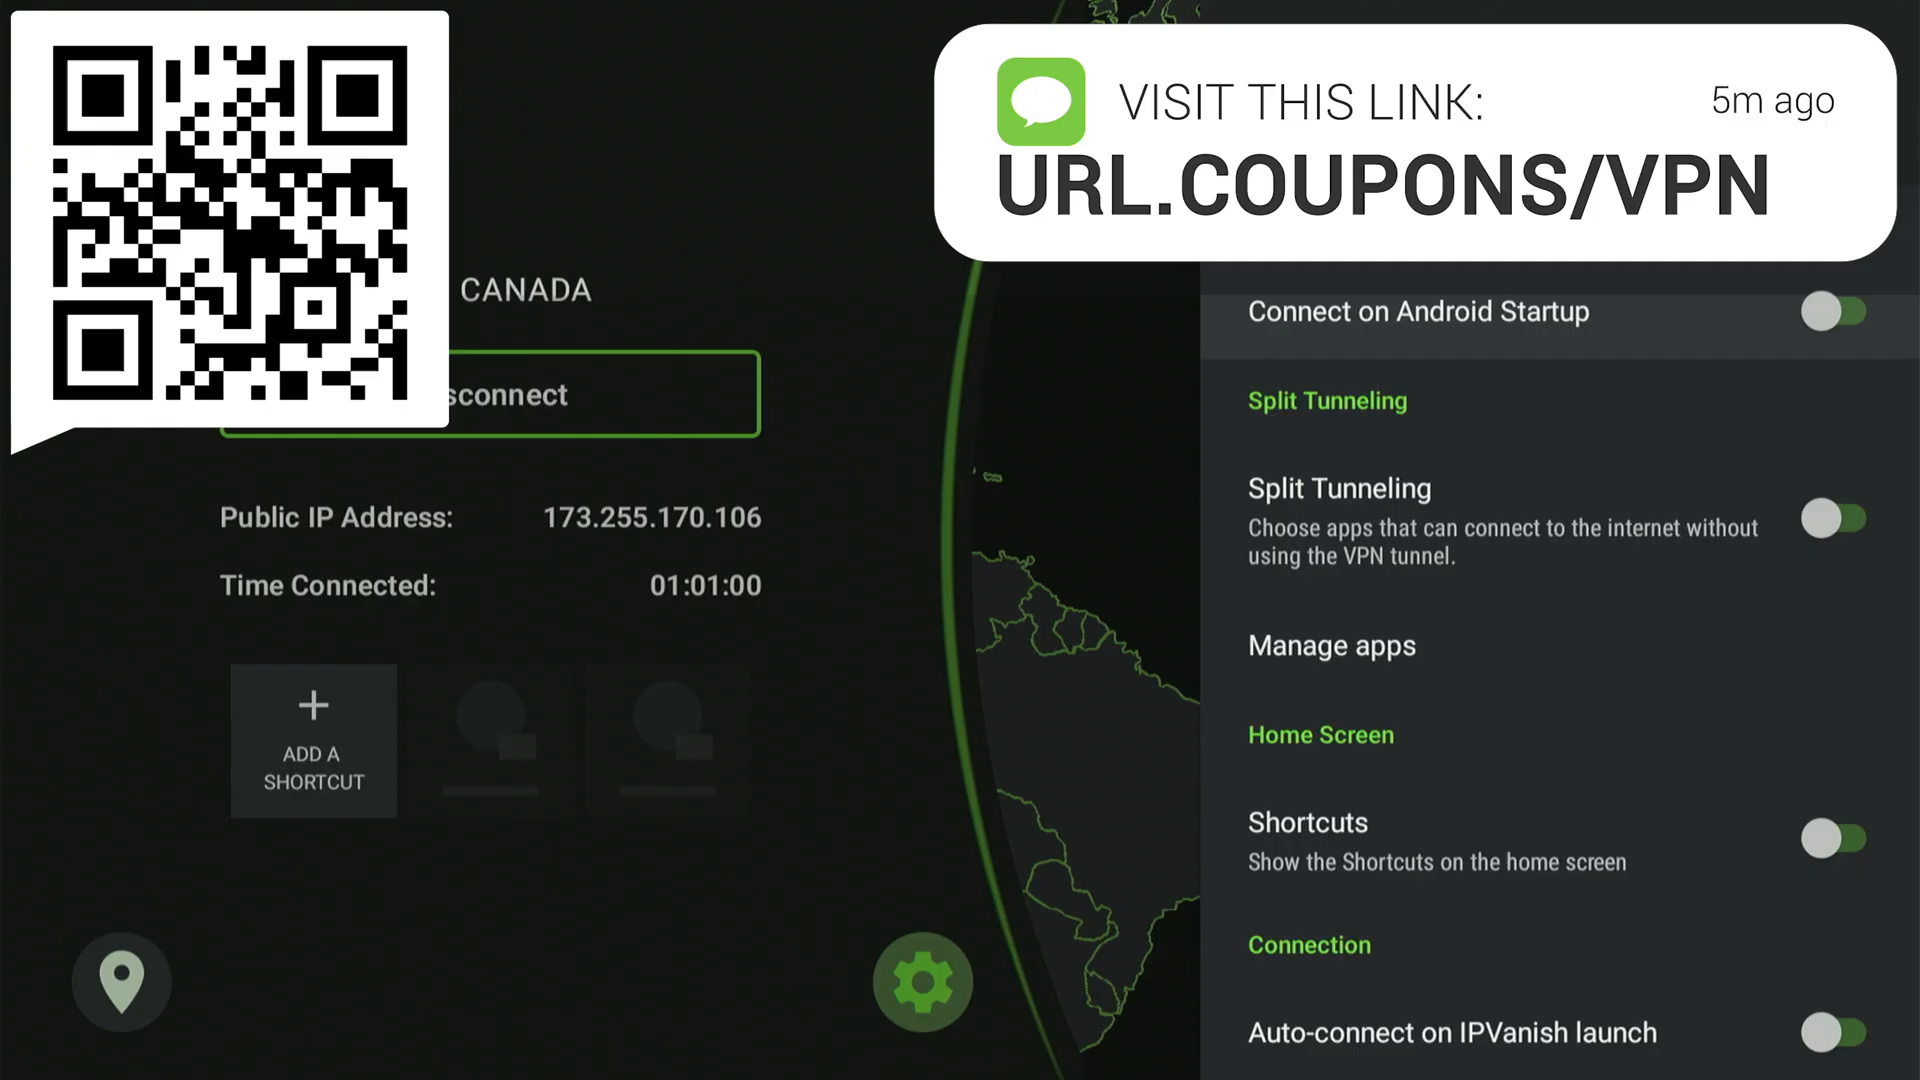 VISIT THIS LINK:
5m ago
URL.COUPONS/VPN
CANADA
sconnect
Public IP Address: 173.255.170.106
Time Connected: 01:01:00
ADD A
SHORTCUT
Connect on Android Startup
Split Tunneling
Split Tunneling
Choose apps that can connect to the internet without
using the VPN tunnel.
Manage apps
Home Screen
Shortcuts
Show the Shortcuts on the home screen
Connection
Auto-connect on IPVanish launch